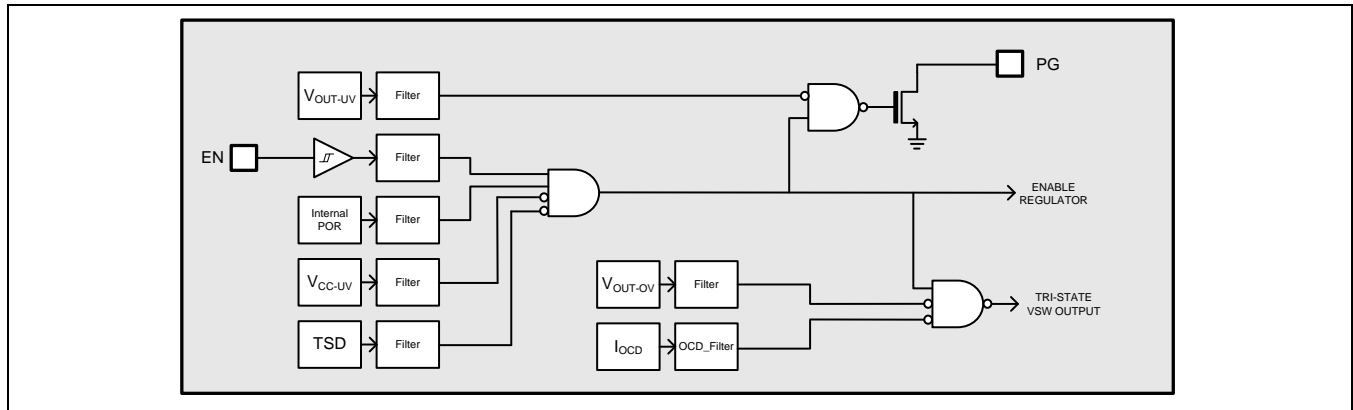 PG
VOUT-UV
Filter
EN
Filter
Internal
POR
Filter
ENABLE
REGULATOR
VCC-UV
Filter
VOUT-OV
Filter
TRI-STATE
VSW OUTPUT
TSD
Filter
IOCD
OCD_Filter